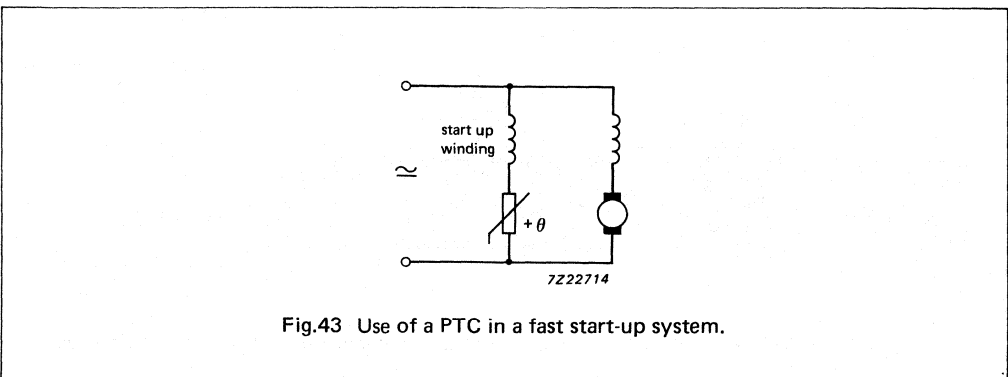 start up
winding
≃
+ θ
7Z22714
Fig.43 Use of a PTC in a fast start-up system.